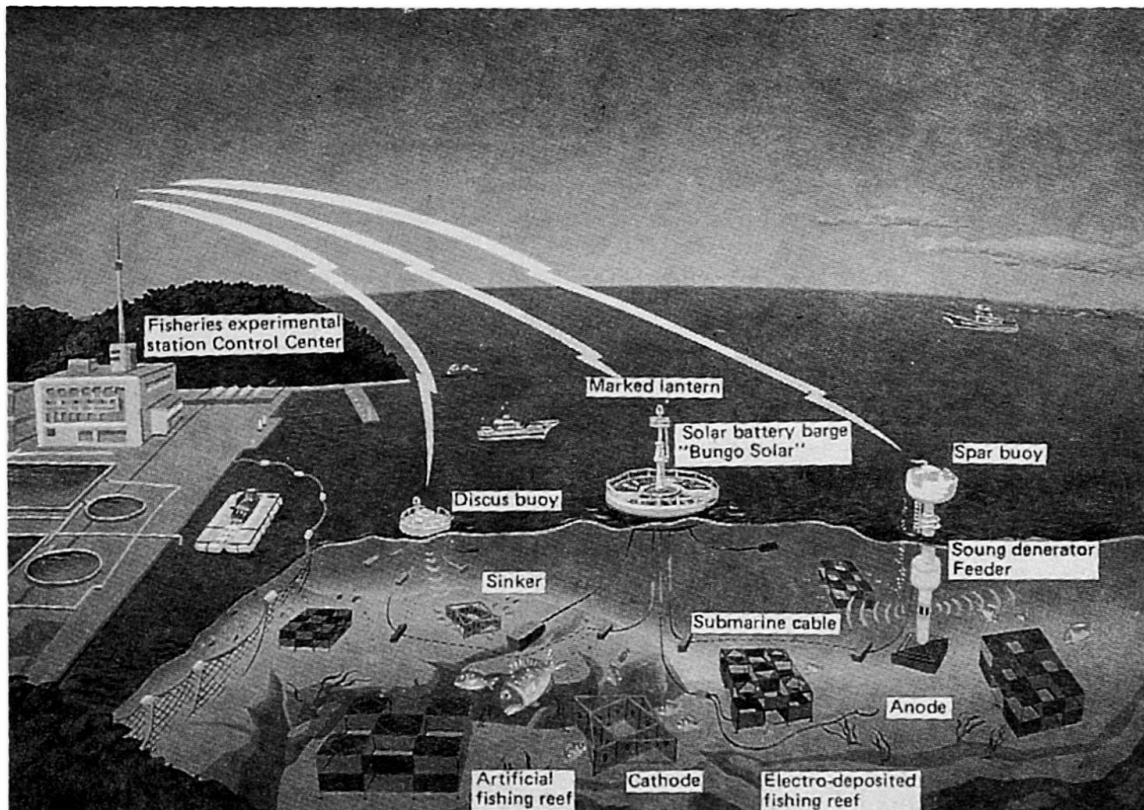 Fisheries experimental
station Control Center
Marked lantern
Solar battery barge
"Bungo Solar"
Spar buoy
Discus buoy
Soung denerator
Feeder
Sinker
Submarine cable
Anode
Artificial
fishing reef
Cathode
Electro-deposited
fishing reef